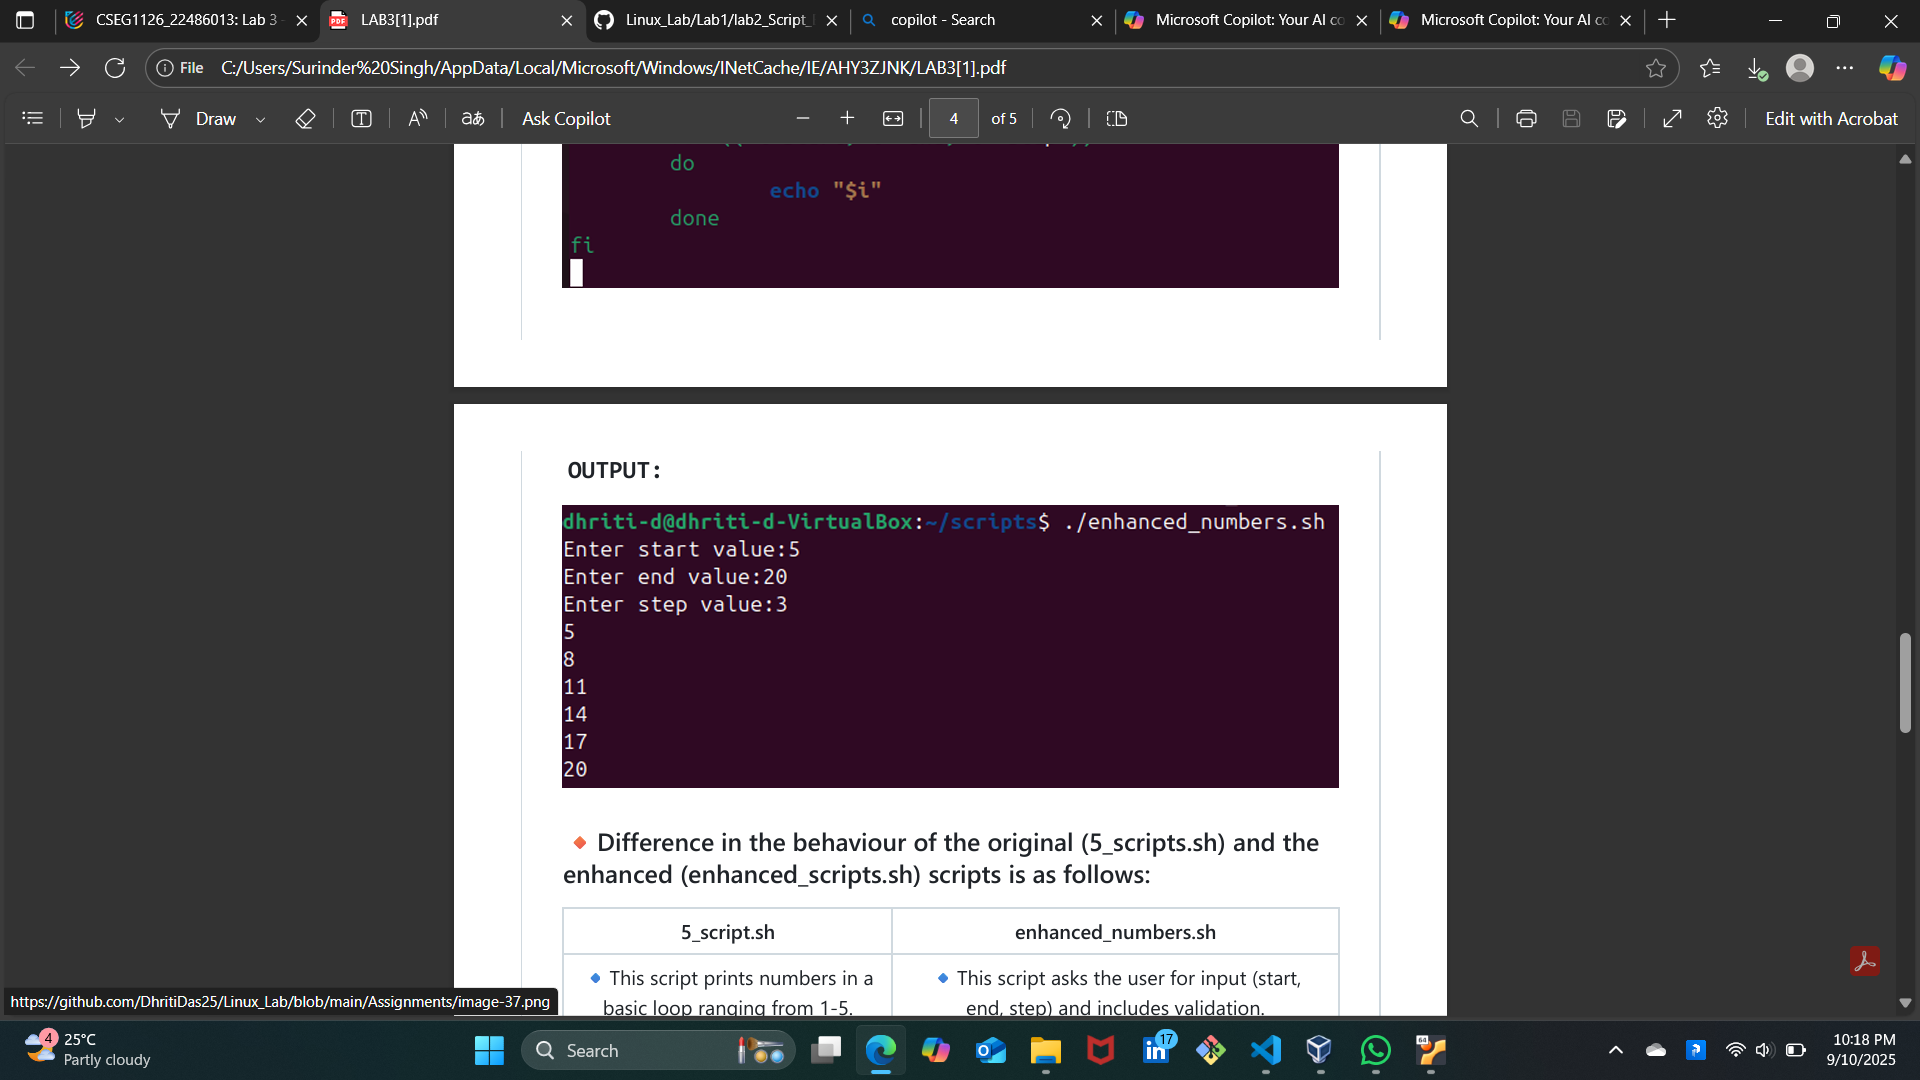 CSEG1126_22486013: Lab 3 -
LAB3[1].pdf
Linux_Lab/Lab1/lab2_Script_
copilot - Search
Microsoft Copilot: Your AI co
Microsoft Copilot: Your AI co
File
C:/Users/Surinder%20Singh/AppData/Local/Microsoft/Windows/INetCache/IE/AHY3ZJNK/LAB3[1].pdf
Draw
Ask Copilot
4 of 5
Edit with Acrobat
do
echo "$i"
done
fi
OUTPUT:
dhriti-d@dhriti-d-VirtualBox:~/scripts$ ./enhanced_numbers.sh
Enter start value:5
Enter end value:20
Enter step value:3
5
8
11
14
17
20
Difference in the behaviour of the original (5_scripts.sh) and the
enhanced (enhanced_scripts.sh) scripts is as follows:
5_script.sh
enhanced_numbers.sh
This script prints numbers in a
basic loop ranging from 1-5.
This script asks the user for input (start,
end, step) and includes validation.
https://github.com/DhritiDas25/Linux_Lab/blob/main/Assignments/image-37.png
4
25°C
Partly cloudy
Search
17
64
10:18 PM
9/10/2025